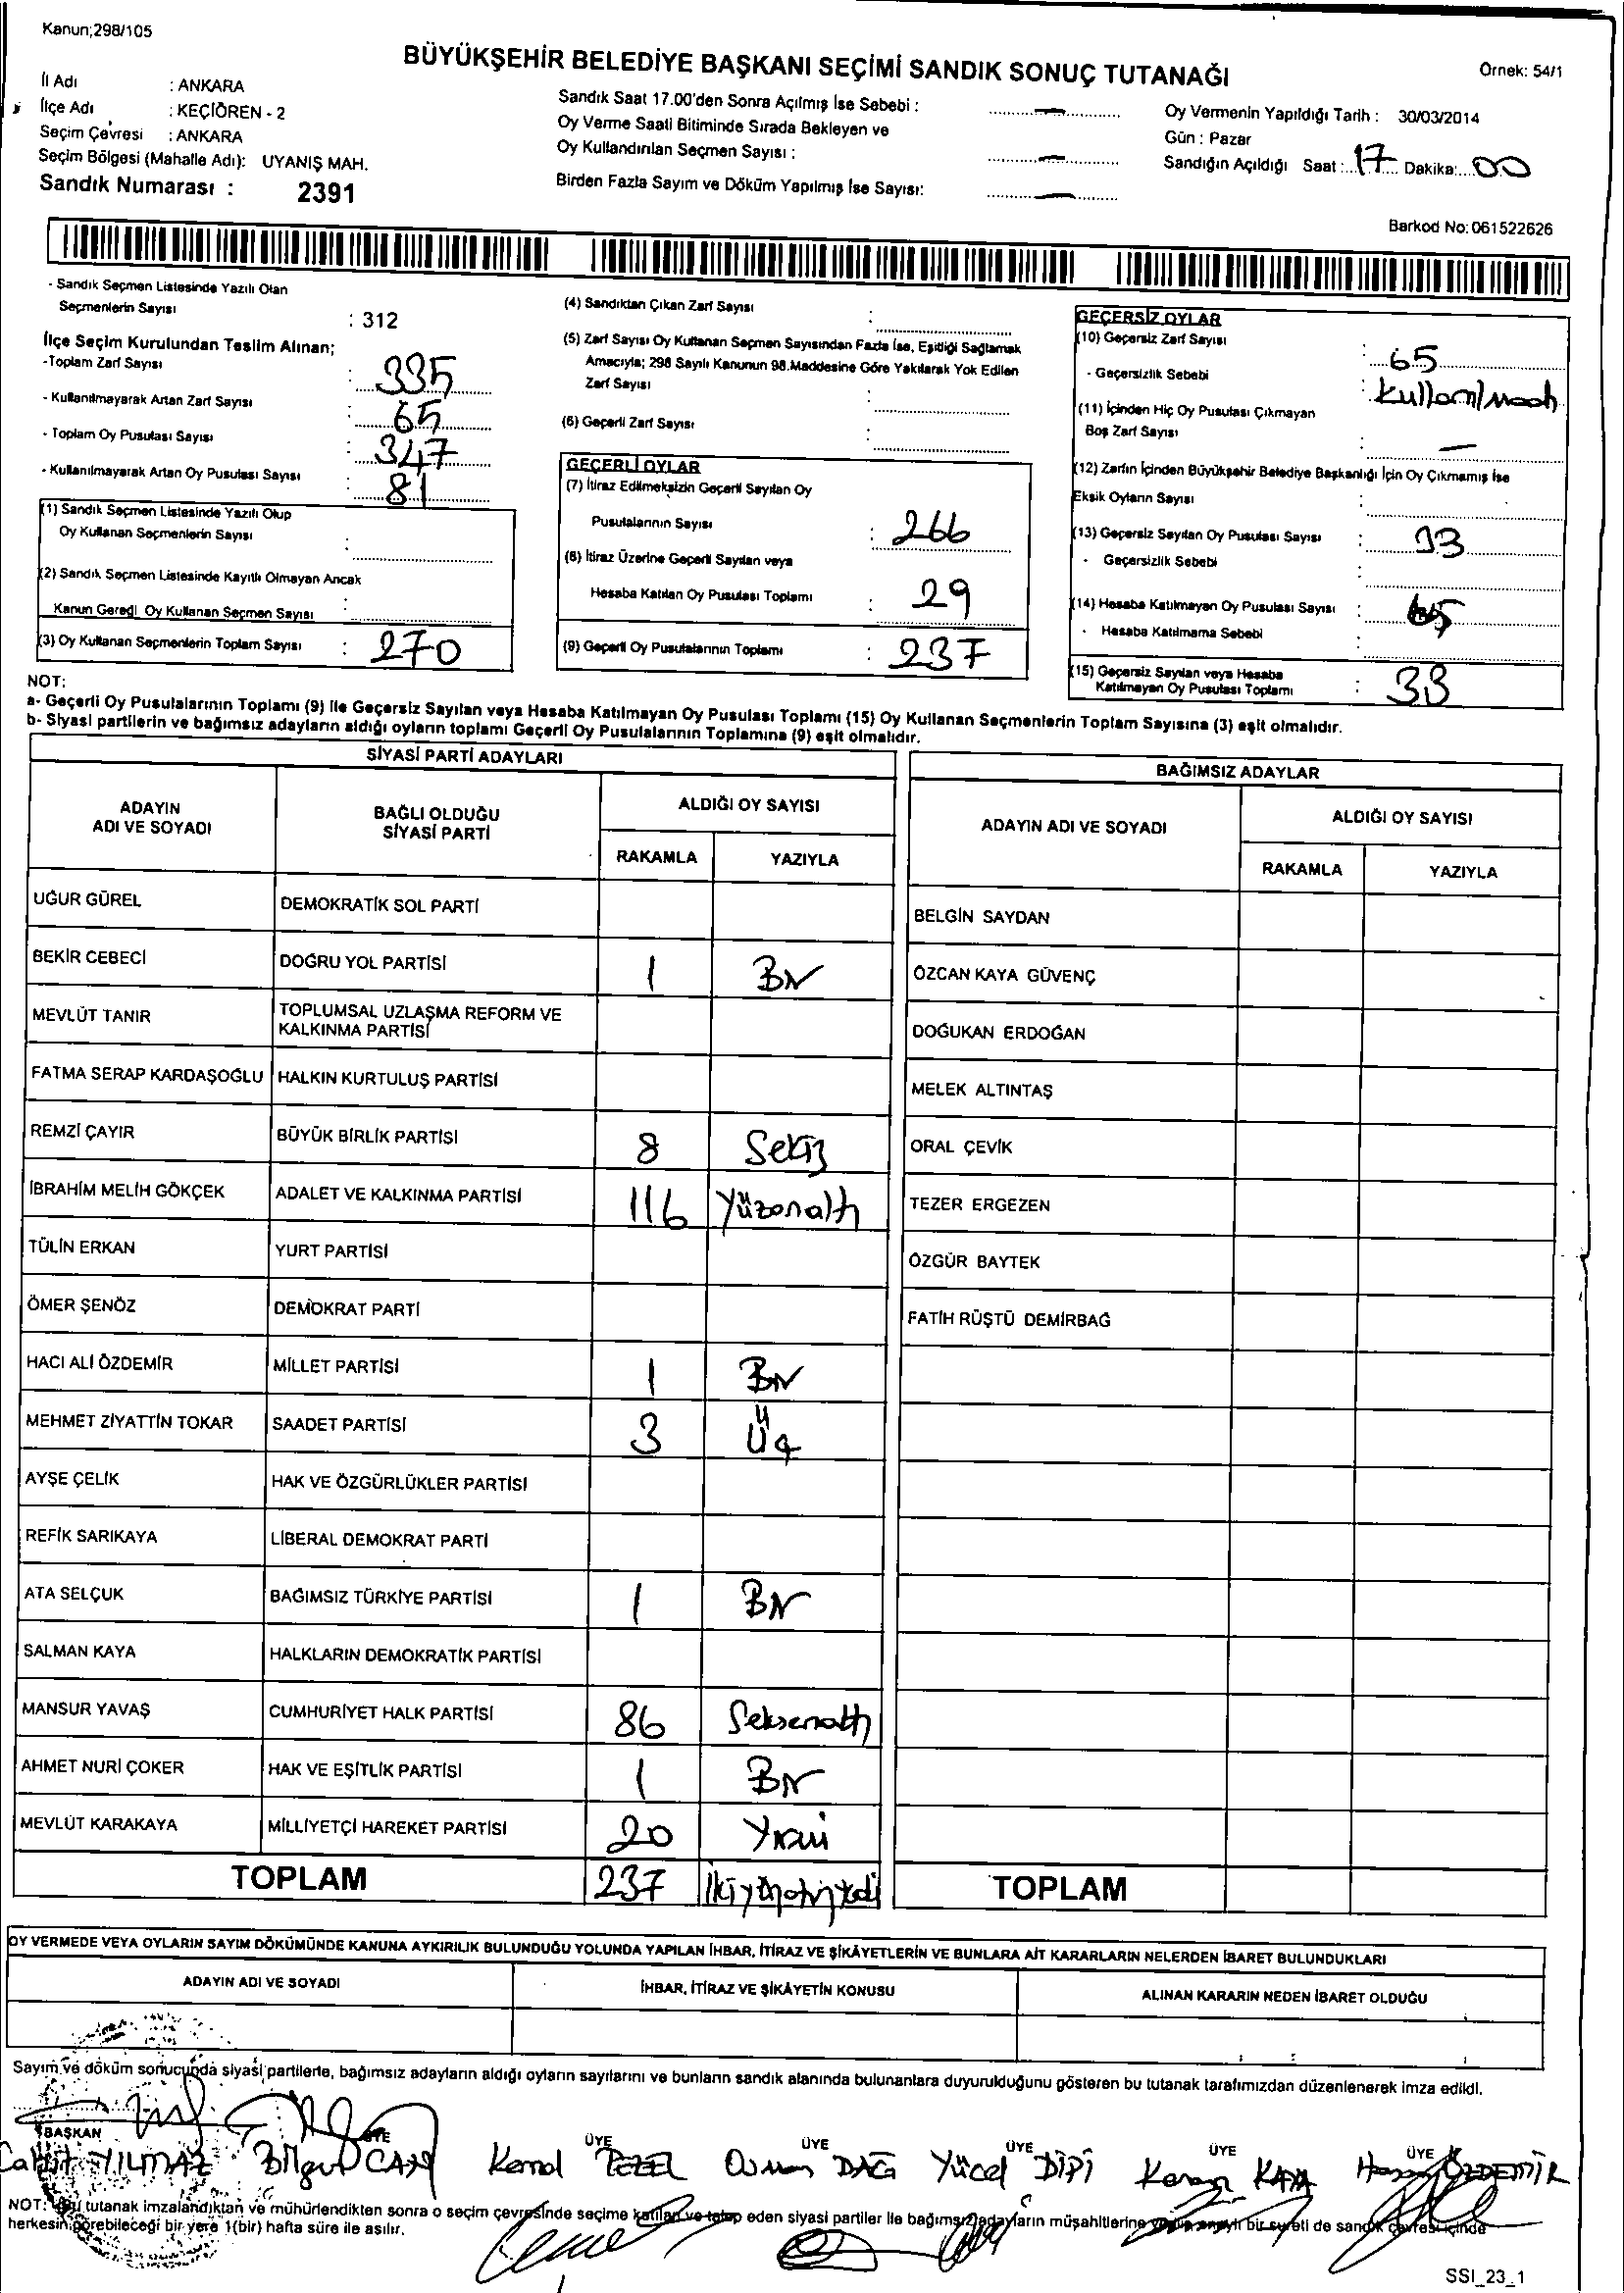 Kanun;298/105
BÜYÜKŞEHİR BELEDİYE BAŞKANI SEÇİMİ SANDIK SONUÇ TUTANAĞI
Örnek: 54/1
İl Adı : ANKARA
İlçe Adı : KEÇİÖREN - 2
Seçim Çevresi : ANKARA
Seçim Bölgesi (Mahalle Adı): UYANIŞ MAH.
Sandık Numarası : 2391
Sandık Saat 17.00'den Sonra Açılmış İse Sebebi : —
Oy Verme Saati Bitiminde Sırada Bekleyen ve
Oy Kullandırılan Seçmen Sayısı : —
Birden Fazla Sayım ve Döküm Yapılmış İse Sayısı: —
Oy Vermenin Yapıldığı Tarih : 30/03/2014
Gün : Pazar
Sandığın Açıldığı Saat : 17 Dakika: 00
Barkod No: 061522626
- Sandık Seçmen Listesinde Yazılı Olan
Seçmenlerin Sayısı : 312
İlçe Seçim Kurulundan Teslim Alınan;
-Toplam Zarf Sayısı : 335
- Kullanılmayarak Artan Zarf Sayısı : 65
- Toplam Oy Pusulası Sayısı : 347
- Kullanılmayarak Artan Oy Pusulası Sayısı : 81
(1) Sandık Seçmen Listesinde Yazılı Olup
Oy Kullanan Seçmenlerin Sayısı :
(2) Sandık Seçmen Listesinde Kayıtlı Olmayan Ancak
Kanun Gereği Oy Kullanan Seçmen Sayısı :
(3) Oy Kullanan Seçmenlerin Toplam Sayısı : 270
(4) Sandıktan Çıkan Zarf Sayısı :
(5) Zarf Sayısı Oy Kullanan Seçmen Sayısından Fazla İse, Eşitliği Sağlamak
Amacıyla; 298 Sayılı Kanunun 98.Maddesine Göre Yakılarak Yok Edilen
Zarf Sayısı :
(6) Geçerli Zarf Sayısı :
GEÇERLİ OYLAR
(7) İtiraz Edilmeksizin Geçerli Sayılan Oy
Pusulalarının Sayısı : 266
(8) İtiraz Üzerine Geçerli Sayılan veya
Hesaba Katılan Oy Pusulası Toplamı : 29
(9) Geçerli Oy Pusulalarının Toplamı : 237
GEÇERSİZ OYLAR
(10) Geçersiz Zarf Sayısı : 65
- Geçersizlik Sebebi :
(11) İçinden Hiç Oy Pusulası Çıkmayan
Boş Zarf Sayısı : —
(12) Zarfın İçinden Büyükşehir Belediye Başkanlığı İçin Oy Çıkmamış İse
Eksik Oyların Sayısı :
(13) Geçersiz Sayılan Oy Pusulası Sayısı : 33
- Geçersizlik Sebebi :
(14) Hesaba Katılmayan Oy Pusulası Sayısı :
- Hesaba Katılmama Sebebi :
(15) Geçersiz Sayılan veya Hesaba
Katılmayan Oy Pusulası Toplamı : 33
NOT:
a- Geçerli Oy Pusulalarının Toplamı (9) ile Geçersiz Sayılan veya Hesaba Katılmayan Oy Pusulası Toplamı (15) Oy Kullanan Seçmenlerin Toplam Sayısına (3) eşit olmalıdır.
b- Siyasi partilerin ve bağımsız adayların aldığı oyların toplamı Geçerli Oy Pusulalarının Toplamına (9) eşit olmalıdır.
SİYASİ PARTİ ADAYLARI
ADAYIN ADI VE SOYADI BAĞLI OLDUĞU SİYASİ PARTİ ALDIĞI OY SAYISI
RAKAMLA YAZIYLA
UĞUR GÜREL DEMOKRATİK SOL PARTİ
BEKİR CEBECİ DOĞRU YOL PARTİSİ 1 Bir
MEVLÜT TANIR TOPLUMSAL UZLAŞMA REFORM VE
KALKINMA PARTİSİ
FATMA SERAP KARDAŞOĞLU HALKIN KURTULUŞ PARTİSİ
REMZİ ÇAYIR BÜYÜK BİRLİK PARTİSİ 8 Sekiz
İBRAHİM MELİH GÖKÇEK ADALET VE KALKINMA PARTİSİ 116 Yüzonaltı
TÜLİN ERKAN YURT PARTİSİ
ÖMER ŞENÖZ DEMOKRAT PARTİ
HACI ALİ ÖZDEMİR MİLLET PARTİSİ 1 Bir
MEHMET ZİYATTİN TOKAR SAADET PARTİSİ 3 Üç
AYŞE ÇELİK HAK VE ÖZGÜRLÜKLER PARTİSİ
REFİK SARIKAYA LİBERAL DEMOKRAT PARTİ
ATA SELÇUK BAĞIMSIZ TÜRKİYE PARTİSİ 1 Bir
SALMAN KAYA HALKLARIN DEMOKRATİK PARTİSİ
MANSUR YAVAŞ CUMHURİYET HALK PARTİSİ 86 Seksenaltı
AHMET NURİ ÇOKER HAK VE EŞİTLİK PARTİSİ 1 Bir
MEVLÜT KARAKAYA MİLLİYETÇİ HAREKET PARTİSİ 20 Yirmi
TOPLAM 237 İkiyüzotuzyedi
BAĞIMSIZ ADAYLAR
ADAYIN ADI VE SOYADI ALDIĞI OY SAYISI
RAKAMLA YAZIYLA
BELGİN SAYDAN
ÖZCAN KAYA GÜVENÇ
DOĞUKAN ERDOĞAN
MELEK ALTINTAŞ
ORAL ÇEVİK
TEZER ERGEZEN
ÖZGÜR BAYTEK
FATİH RÜŞTÜ DEMİRBAĞ
TOPLAM
OY VERMEDE VEYA OYLARIN SAYIM DÖKÜMÜNDE KANUNA AYKIRILIK BULUNDUĞU YOLUNDA YAPILAN İHBAR, İTİRAZ VE ŞİKÂYETLERİN VE BUNLARA AİT KARARLARIN NELERDEN İBARET BULUNDUKLARI
ADAYIN ADI VE SOYADI İHBAR, İTİRAZ VE ŞİKÂYETİN KONUSU ALINAN KARARIN NEDEN İBARET OLDUĞU
Sayım ve döküm sonucunda siyasi partilerle, bağımsız adayların aldığı oyların sayılarını ve bunların sandık alanında bulunanlara duyurulduğunu gösteren bu tutanak tarafımızdan düzenlenerek imza edildi.
BAŞKAN ÜYE ÜYE ÜYE ÜYE ÜYE ÜYE
Cahit YILMAZ Bilgut CAN Kemal TEZEL Osman DAĞ Yücel DİPİ Kenan KAYA Hasan ÖZDEMİR
NOT: Bu tutanak imzalandıktan ve mühürlendikten sonra o seçim çevresinde seçime katılan ve talep eden siyasi partiler ile bağımsız adayların müşahitlerine bir sureti de sandık çevresi içinde
herkesin görebileceği bir yere 1(bir) hafta süre ile asılır.
SSI_23_1